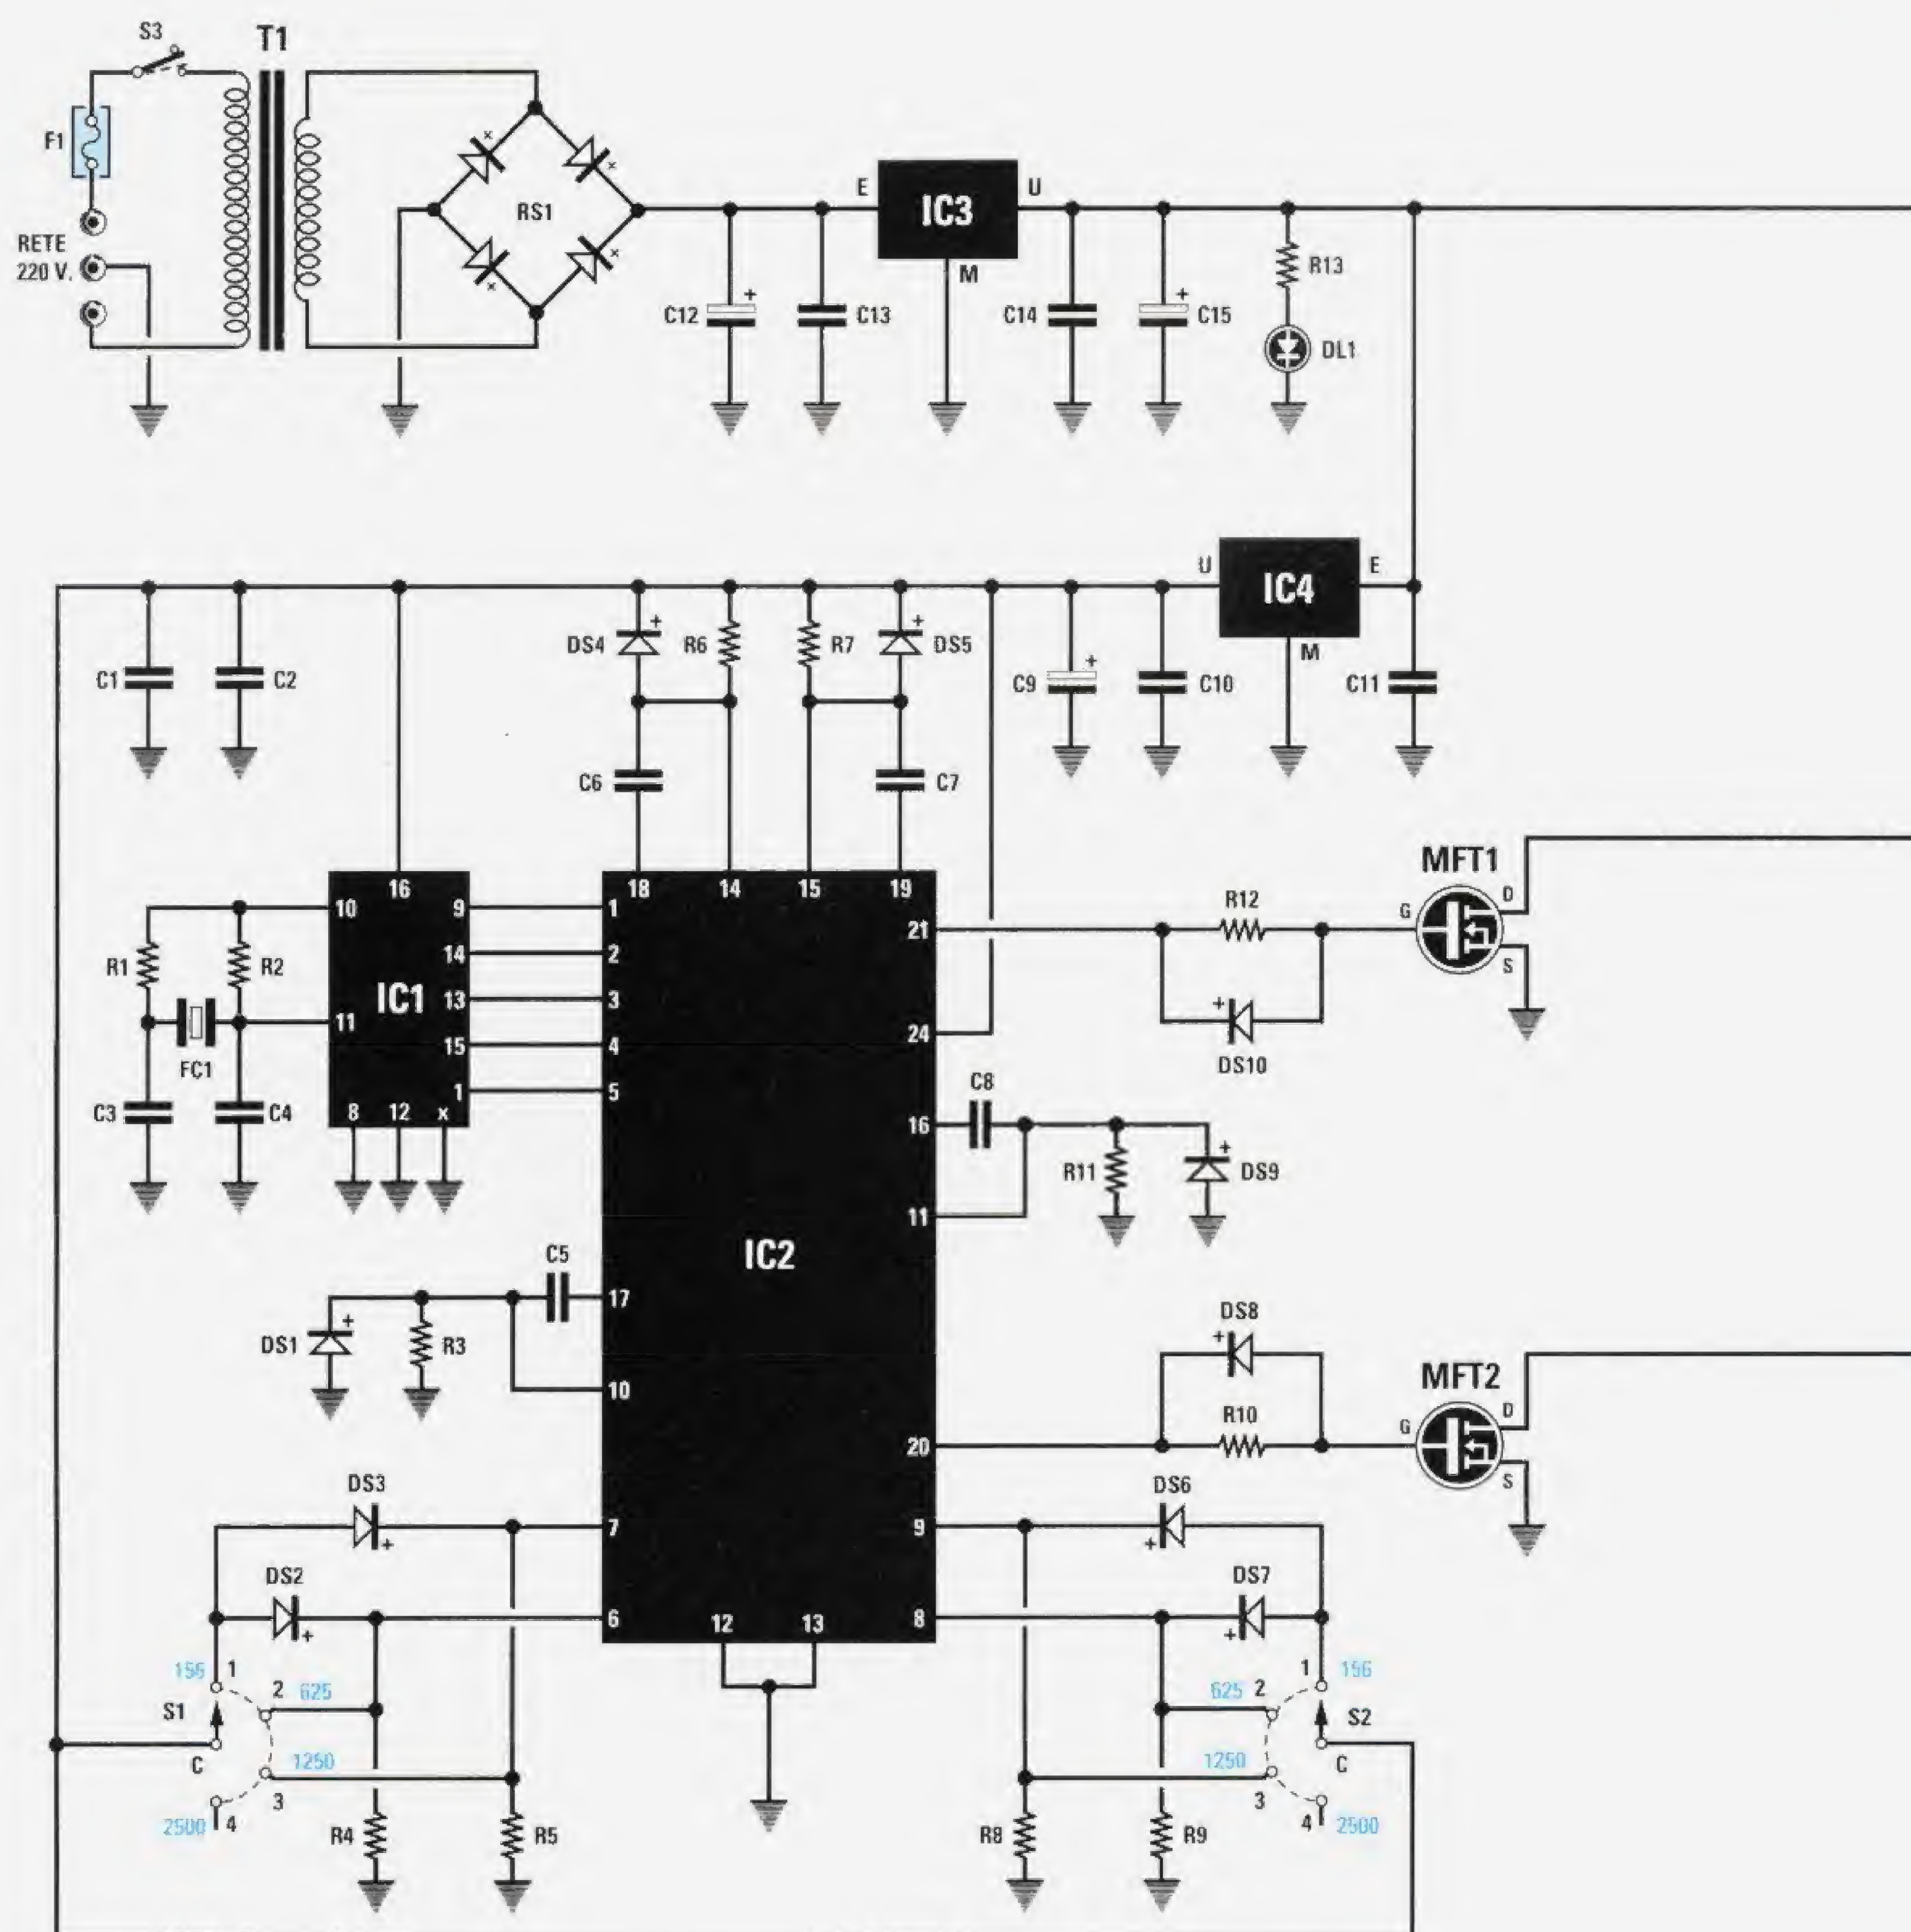 S3
T1
F1
RETE
220 V.
RS1
E
IC3
U
M
C12
+
C13
C14
+
C15
R13
DL1
U
IC4
E
M
C1
C2
DS4
+
R6
R7
+
DS5
C9
+
C10
C11
C6
C7
MFT1
R12
G
D
S
+
DS10
R1
R2
FC1
C3
C4
10
16
9
14
IC1
13
11
15
1
8
12
x
18
14
15
19
1
21
2
3
24
4
5
16
11
IC2
17
10
20
7
9
6
12
13
8
C8
R11
+
DS9
C5
DS1
+
R3
DS8
+
R10
MFT2
G
D
S
DS3
+
DS2
+
DS6
+
DS7
+
156
1
2
625
S1
C
1250
3
2500
4
R4
R5
1
156
625
2
S2
1250
C
3
4
2500
R8
R9